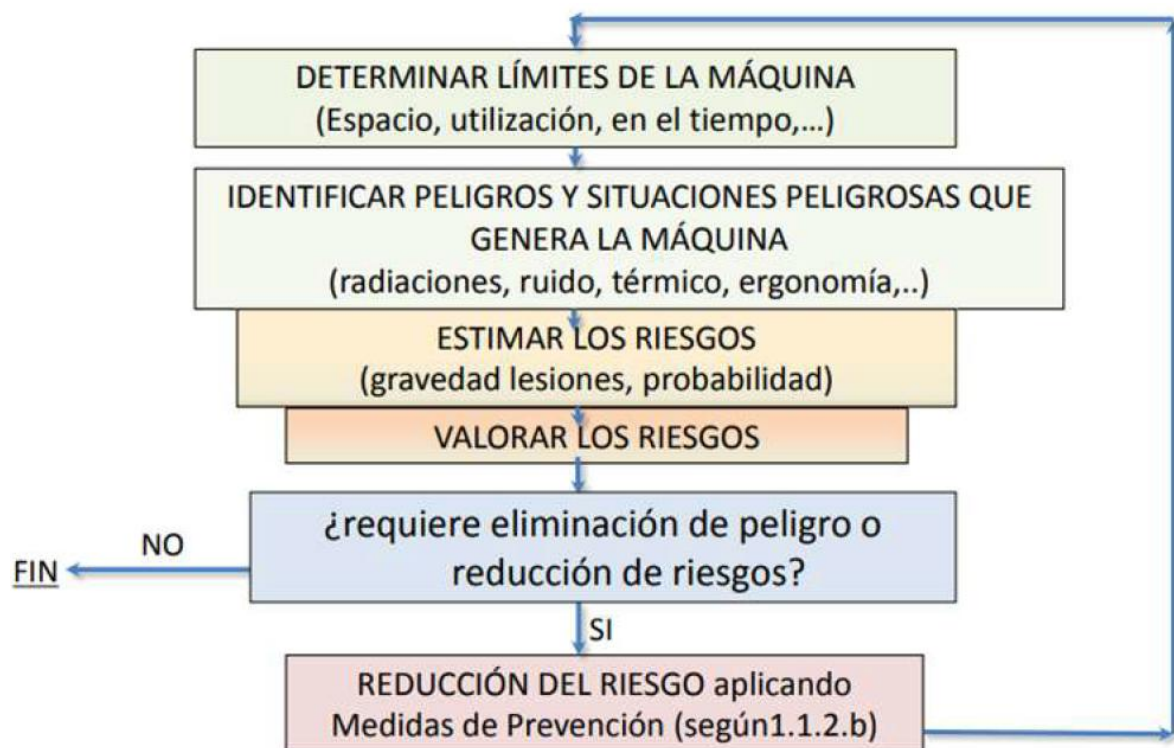 DETERMINAR LÍMITES DE LA MÁQUINA
(Espacio, utilización, en el tiempo,...)
IDENTIFICAR PELIGROS Y SITUACIONES PELIGROSAS QUE
GENERA LA MÁQUINA
(radiaciones, ruido, térmico, ergonomía,..)
ESTIMAR LOS RIESGOS
(gravedad lesiones, probabilidad)
VALORAR LOS RIESGOS
¿requiere eliminación de peligro o
reducción de riesgos?
NO
FIN
SI
REDUCCIÓN DEL RIESGO aplicando
Medidas de Prevención (según1.1.2.b)